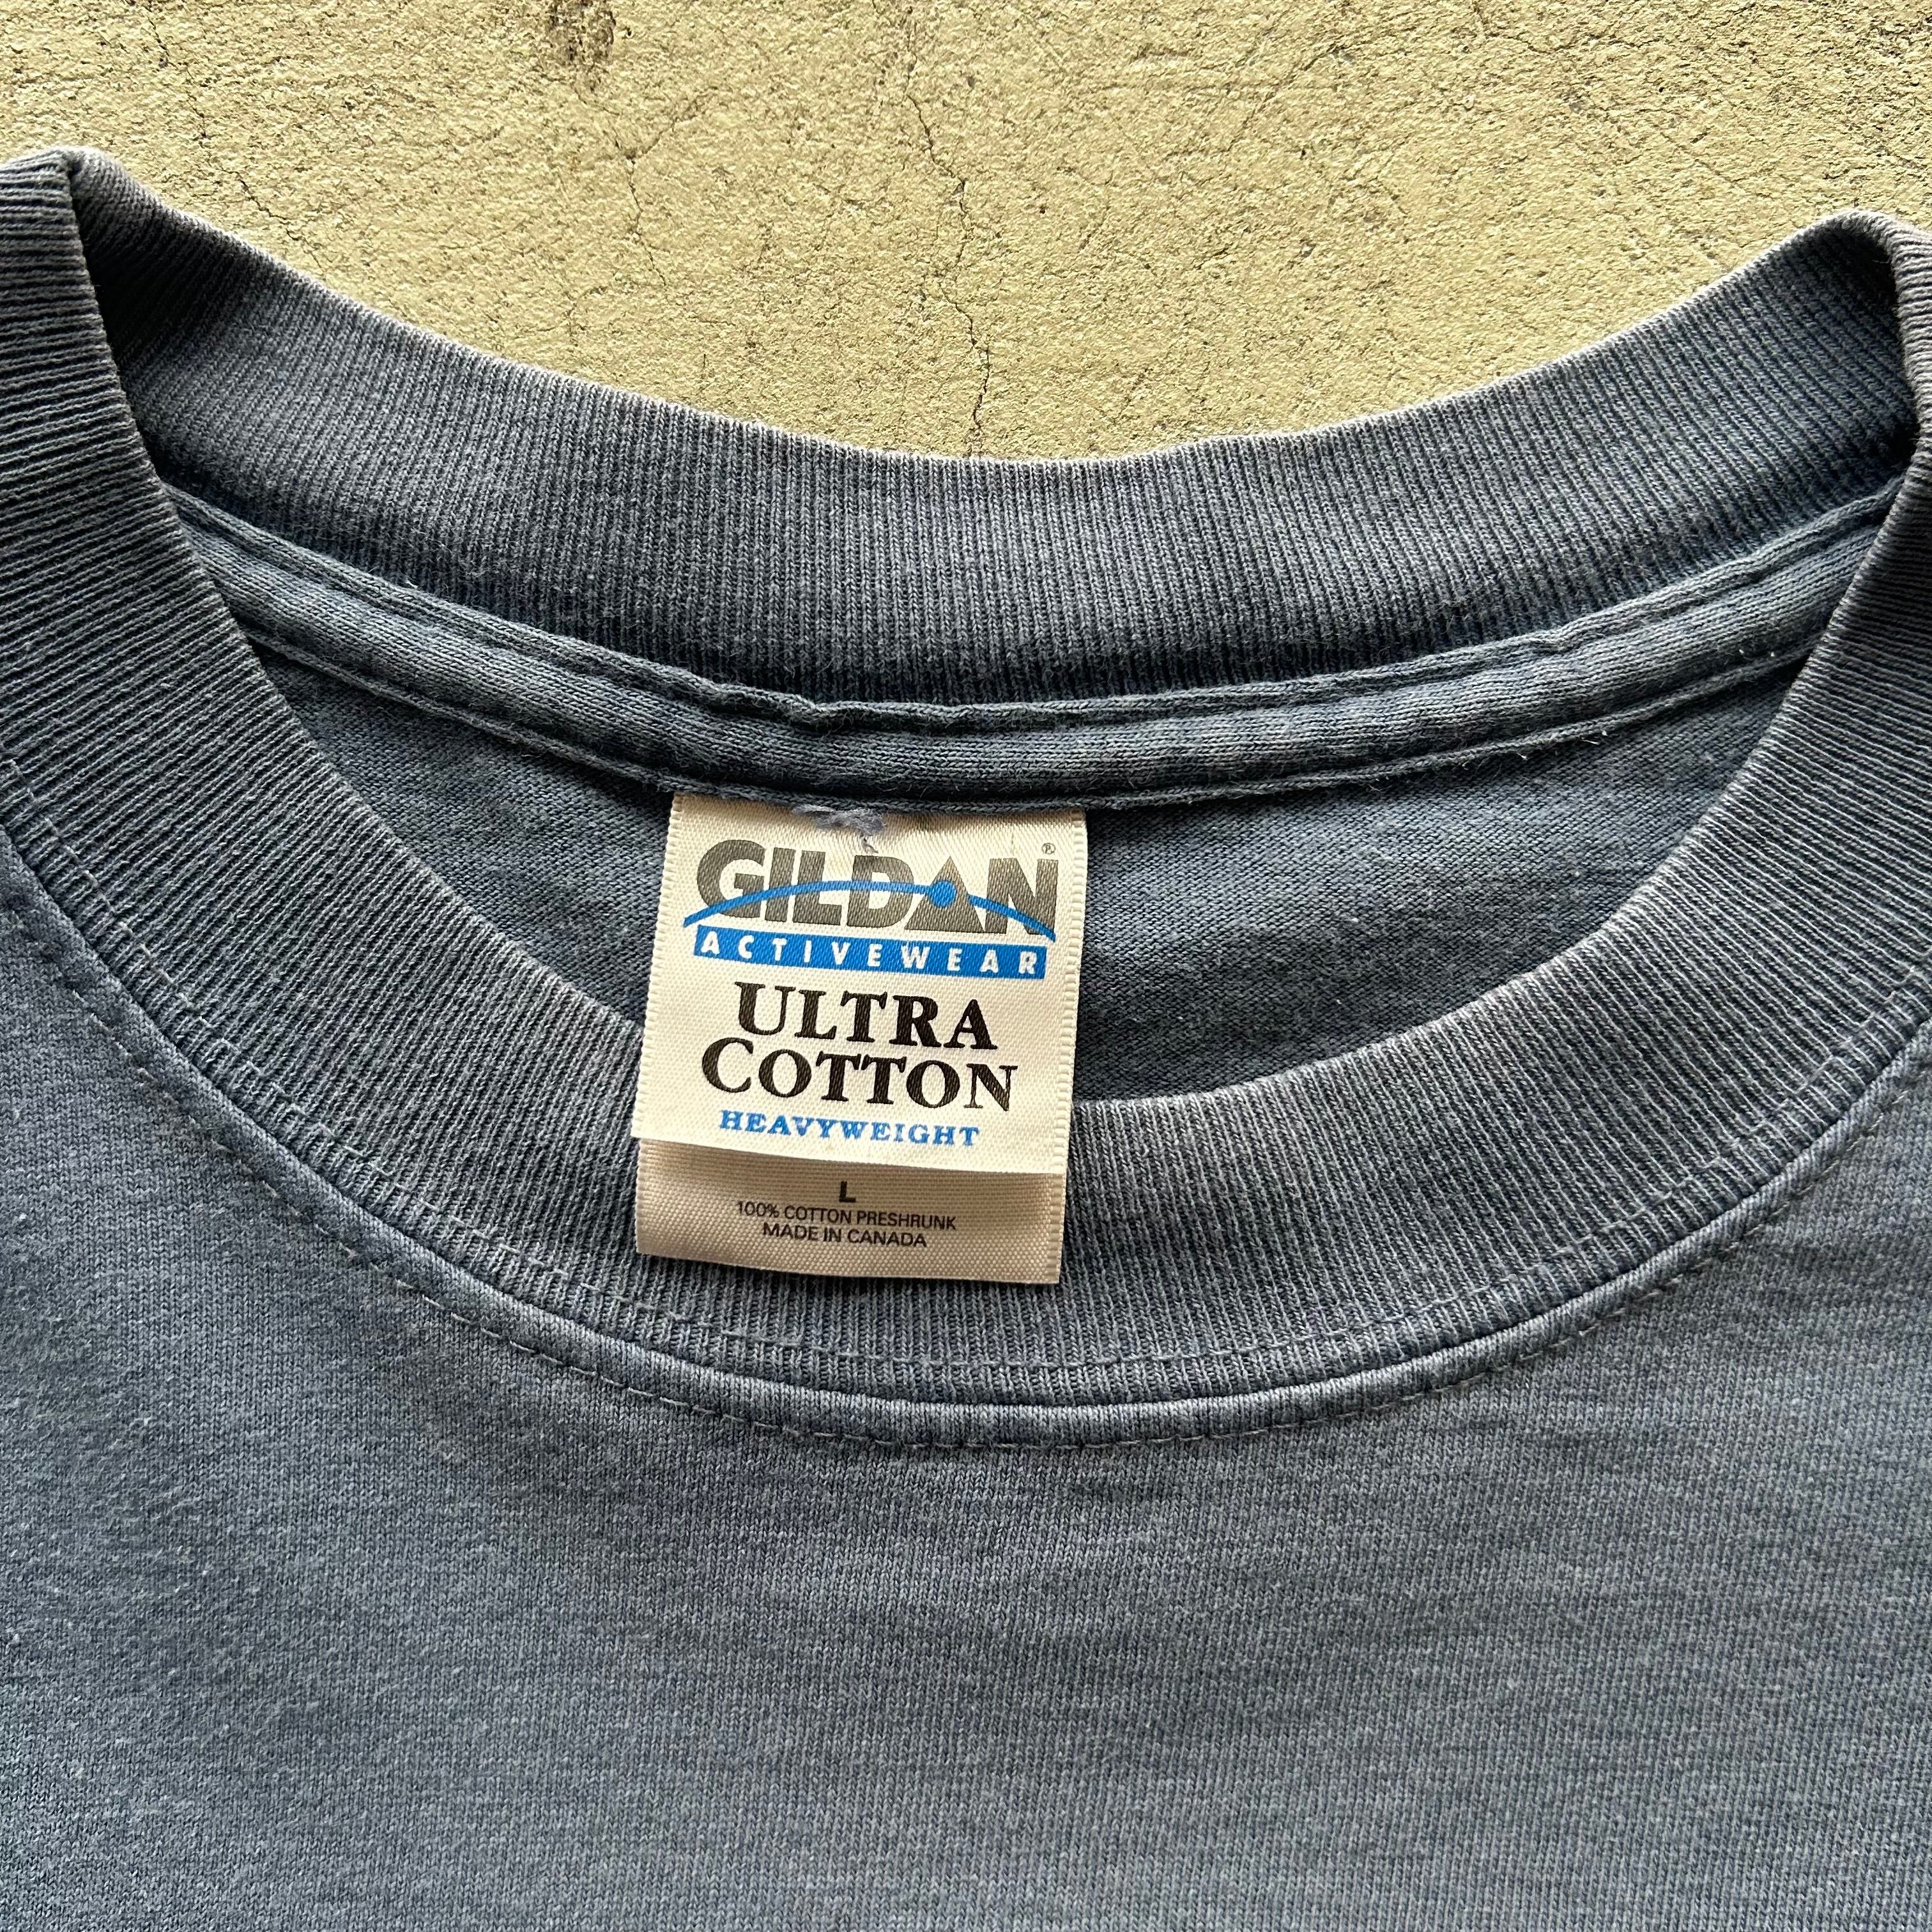 GILDAN®
ACTIVEWEAR
ULTRA
COTTON
HEAVYWEIGHT
L
100% COTTON PRESHRUNK
MADE IN CANADA